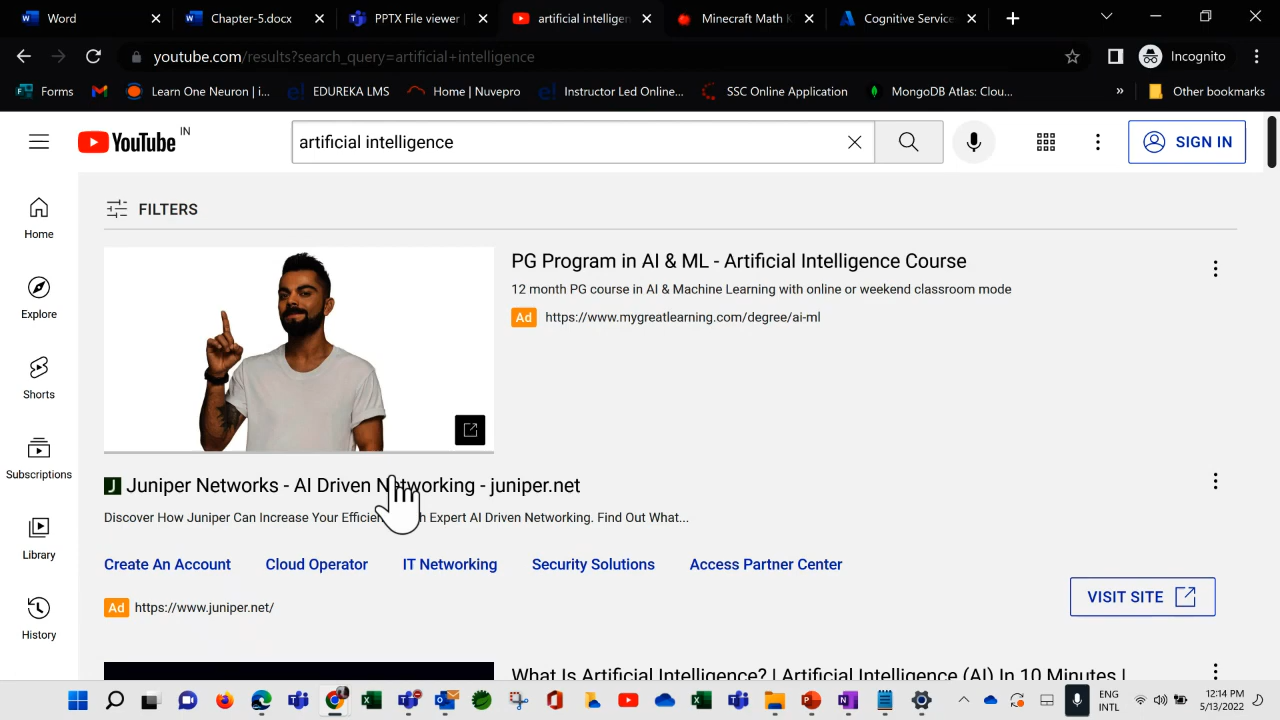 Word
Chapter-5.docx
PPTX File viewer
artificial intelligen
Minecraft Math K
Cognitive Service
youtube.com/results?search_query=artificial+intelligence
Incognito
Forms
Learn One Neuron | i...
EDUREKA LMS
Home | Nuvepro
Instructor Led Online...
SSC Online Application
MongoDB Atlas: Clou...
»
Other bookmarks
YouTube IN
artificial intelligence
SIGN IN
Home
Explore
Shorts
Subscriptions
Library
History
FILTERS
PG Program in AI & ML - Artificial Intelligence Course
12 month PG course in AI & Machine Learning with online or weekend classroom mode
Ad https://www.mygreatlearning.com/degree/ai-ml
Juniper Networks - AI Driven Networking - juniper.net
Discover How Juniper Can Increase Your Expert AI Driven Networking. Find Out What...
Create An Account Cloud Operator IT Networking Security Solutions Access Partner Center
Ad https://www.juniper.net/
VISIT SITE
What Is Artificial Intelligence? | Artificial Intelligence (AI) In 10 Minutes |
ENG
INTL
12:14 PM
5/13/2022